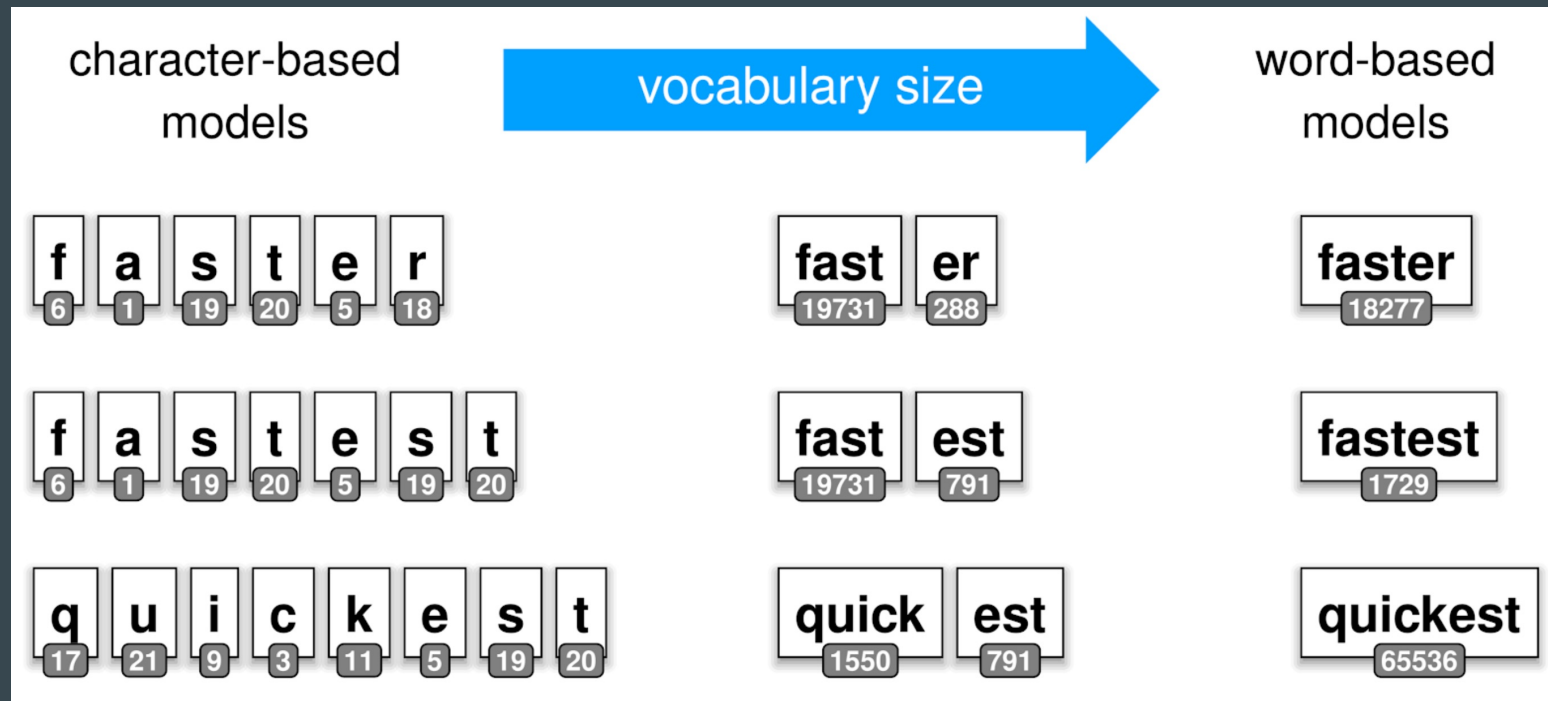 character-based
models
vocabulary size
word-based
models
f a s t e r
6 1 19 20 5 18
fast er
19731 288
faster
18277
f a s t e s t
6 1 19 20 5 19 20
fast est
19731 791
fastest
1729
q u i c k e s t
17 21 9 3 11 5 19 20
quick est
1550 791
quickest
65536